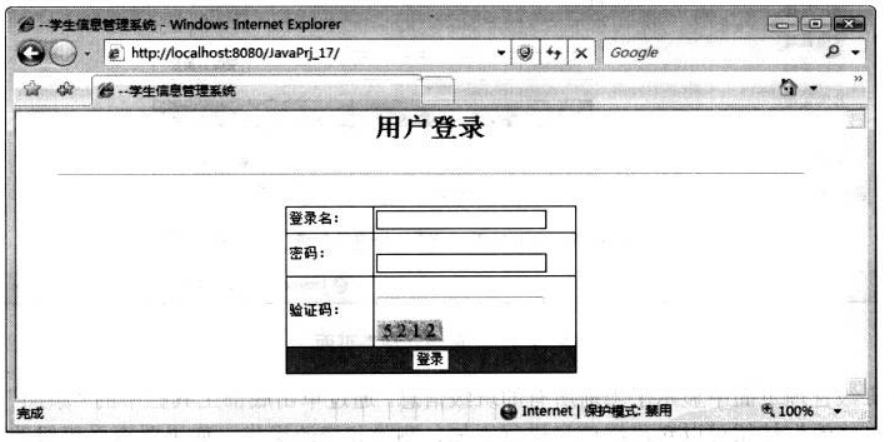 --学生信息管理系统 - Windows Internet Explorer
http://localhost:8080/JavaPrj_17/
Google
--学生信息管理系统
用户登录
登录名：
密码：
验证码：
5212
登录
完成
Internet | 保护模式: 禁用
100%